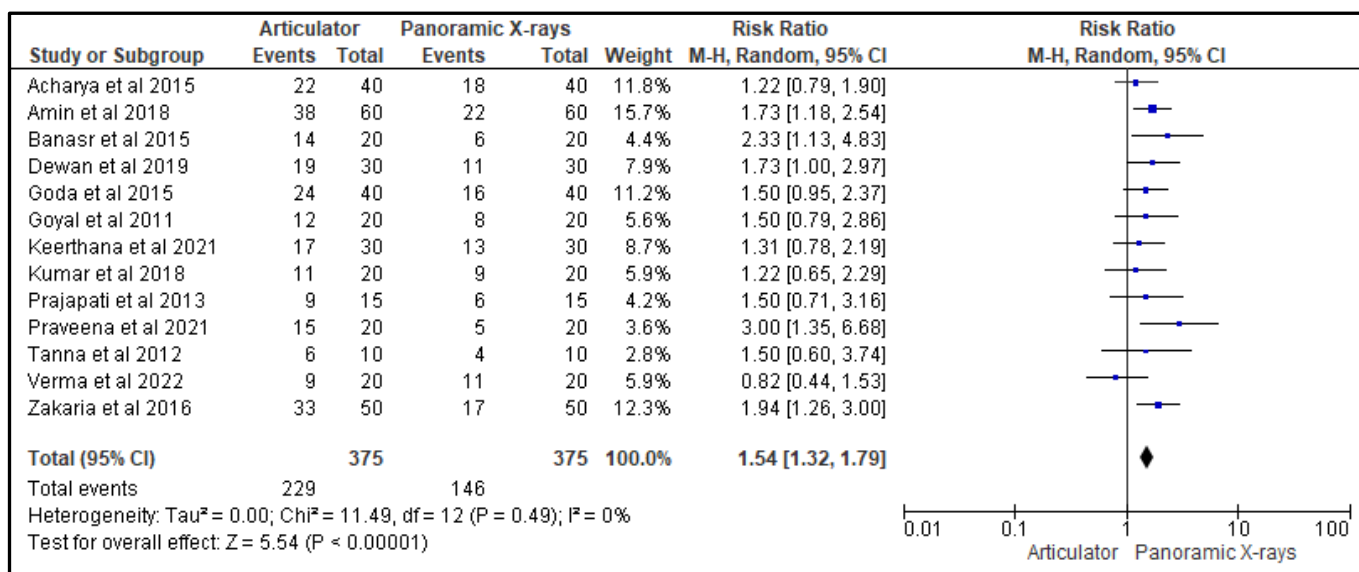 Articulator Panoramic X-rays Risk Ratio Risk Ratio
Study or Subgroup Events Total Events Total Weight M-H, Random, 95% CI M-H, Random, 95% CI
Acharya et al 2015 22 40 18 40 11.8% 1.22 [0.79, 1.90]
Amin et al 2018 38 60 22 60 15.7% 1.73 [1.18, 2.54]
Banasr et al 2015 14 20 6 20 4.4% 2.33 [1.13, 4.83]
Dewan et al 2019 19 30 11 30 7.9% 1.73 [1.00, 2.97]
Goda et al 2015 24 40 16 40 11.2% 1.50 [0.95, 2.37]
Goyal et al 2011 12 20 8 20 5.6% 1.50 [0.79, 2.86]
Keerthana et al 2021 17 30 13 30 8.7% 1.31 [0.78, 2.19]
Kumar et al 2018 11 20 9 20 5.9% 1.22 [0.65, 2.29]
Prajapati et al 2013 9 15 6 15 4.2% 1.50 [0.71, 3.16]
Praveena et al 2021 15 20 5 20 3.6% 3.00 [1.35, 6.68]
Tanna et al 2012 6 10 4 10 2.8% 1.50 [0.60, 3.74]
Verma et al 2022 9 20 11 20 5.9% 0.82 [0.44, 1.53]
Zakaria et al 2016 33 50 17 50 12.3% 1.94 [1.26, 3.00]
Total (95% CI) 375 375 100.0% 1.54 [1.32, 1.79]
Total events 229 146
Heterogeneity: Tau² = 0.00; Chi² = 11.49, df = 12 (P = 0.49); I² = 0%
Test for overall effect: Z = 5.54 (P < 0.00001)
0.01 0.1 1 10 100
Articulator Panoramic X-rays